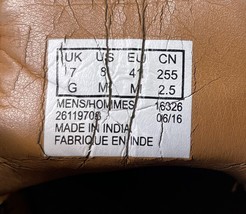 UK US EU CN
7 8 41 255
G M M 2.5
MENS/HOMMES 16326
26119706 06/16
MADE IN INDIA
FABRIQUE EN INDE